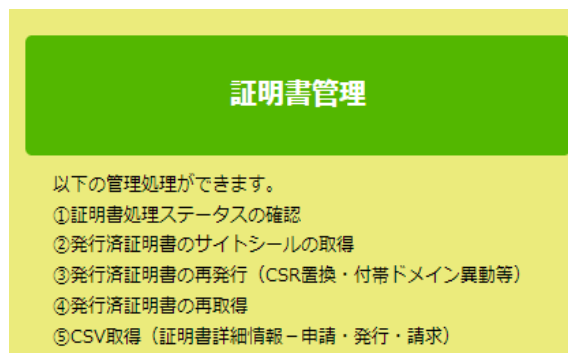 証明書管理
以下の管理処理ができます。
①証明書処理ステータスの確認
②発行済証明書のサイトシールの取得
③発行済証明書の再発行（CSR置換・付帯ドメイン異動等）
④発行済証明書の再取得
⑤CSV取得（証明書詳細情報－申請・発行・請求）